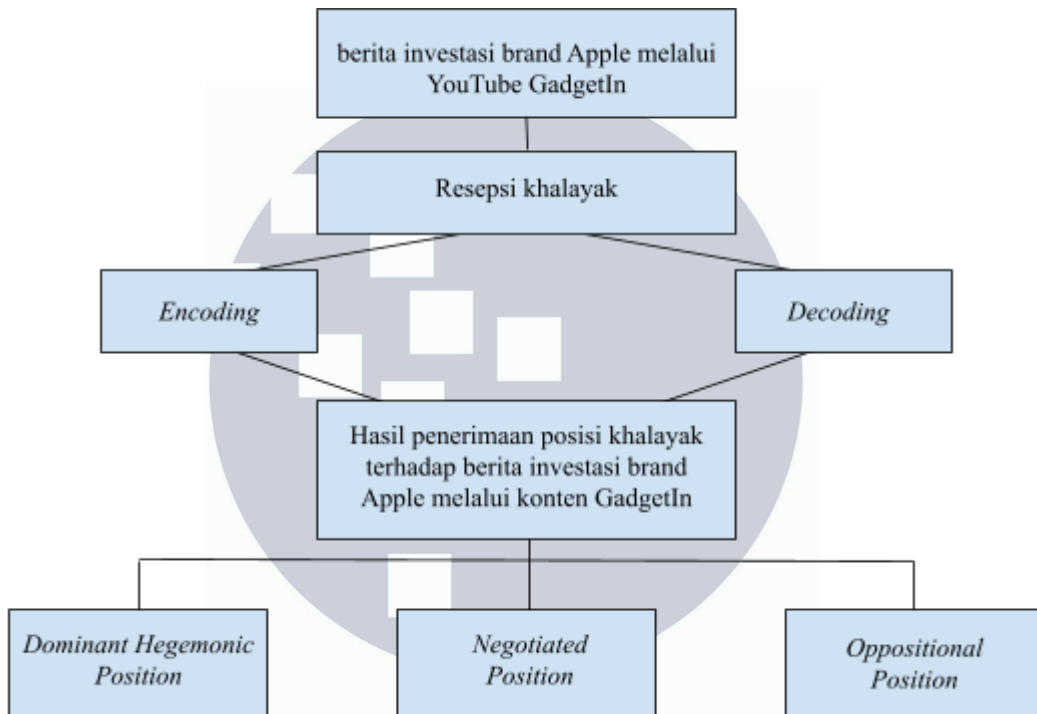 berita investasi brand Apple melalui
YouTube GadgetIn
Resepsi khalayak
Encoding
Decoding
Hasil penerimaan posisi khalayak
terhadap berita investasi brand
Apple melalui konten GadgetIn
Dominant Hegemonic
Position
Negotiated
Position
Oppositional
Position